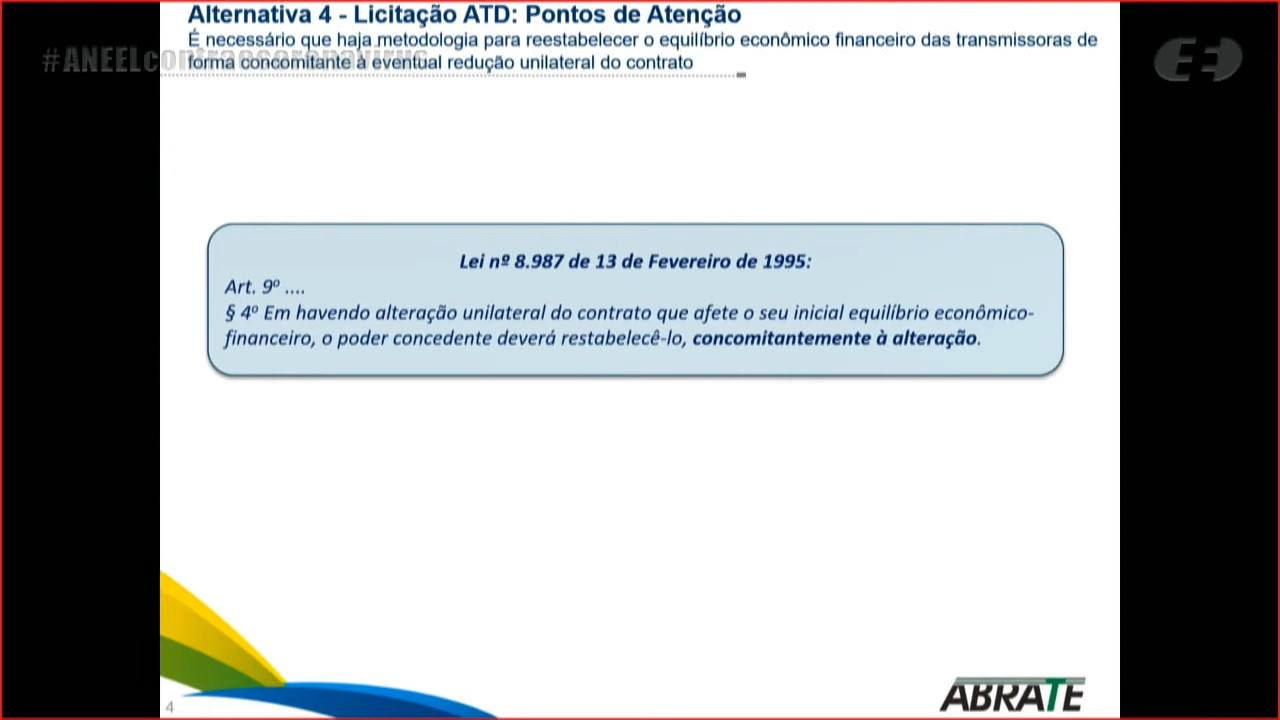 Alternativa 4 - Licitação ATD: Pontos de Atenção
É necessário que haja metodologia para reestabelecer o equilíbrio econômico financeiro das transmissoras de
forma concomitante à eventual redução unilateral do contrato
#ANEELcontraocoronavirus
Lei nº 8.987 de 13 de Fevereiro de 1995:
Art. 9º ....
§ 4º Em havendo alteração unilateral do contrato que afete o seu inicial equilíbrio econômico-
financeiro, o poder concedente deverá restabelecê-lo, concomitantemente à alteração.
4
ABRATE